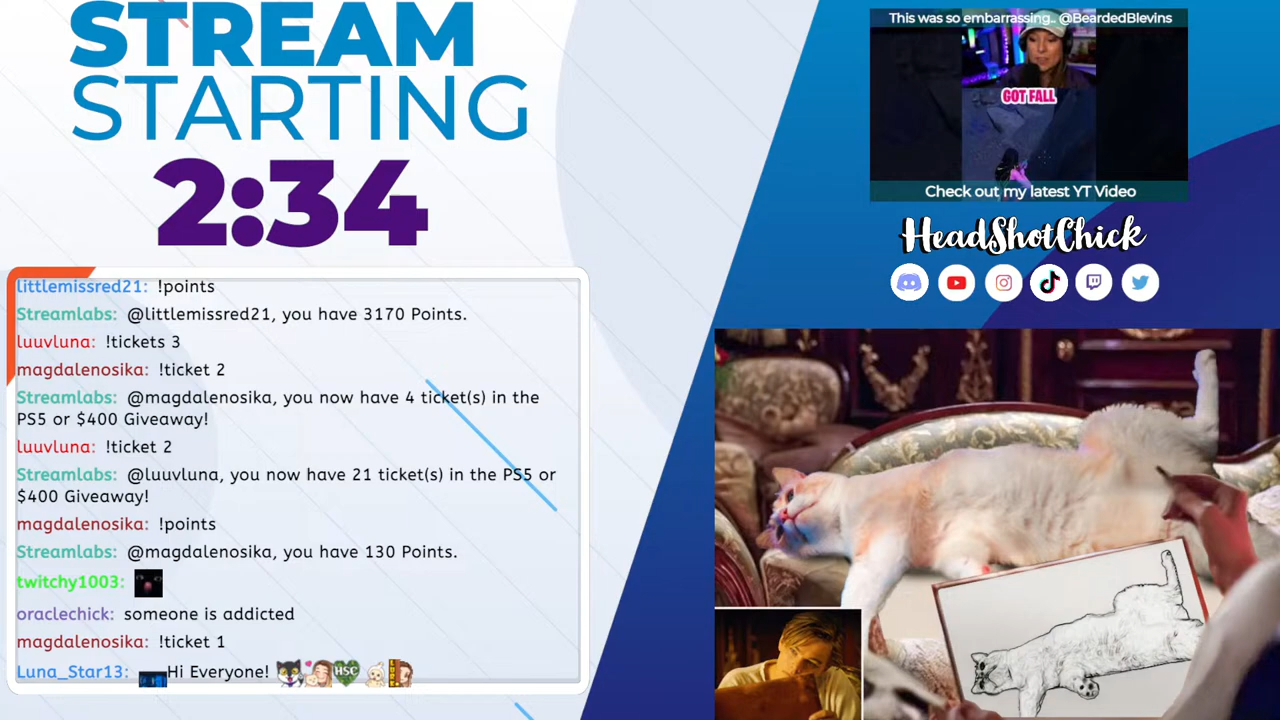 STREAM
STARTING
2:34
littlemissred21: !points
Streamlabs: @littlemissred21, you have 3170 Points.
luuvluna: !tickets 3
magdalenosika: !ticket 2
Streamlabs: @magdalenosika, you now have 4 ticket(s) in the
PS5 or $400 Giveaway!
luuvluna: !ticket 2
Streamlabs: @luuvluna, you now have 21 ticket(s) in the PS5 or
$400 Giveaway!
magdalenosika: !points
Streamlabs: @magdalenosika, you have 130 Points.
twitchy1003:
oraclechick: someone is addicted
magdalenosika: !ticket 1
Luna_Star13: Hi Everyone! HSC
This was so embarrassing.. @BeardedBlevins
GOT FALL
Check out my latest YT Video
HeadShotChick